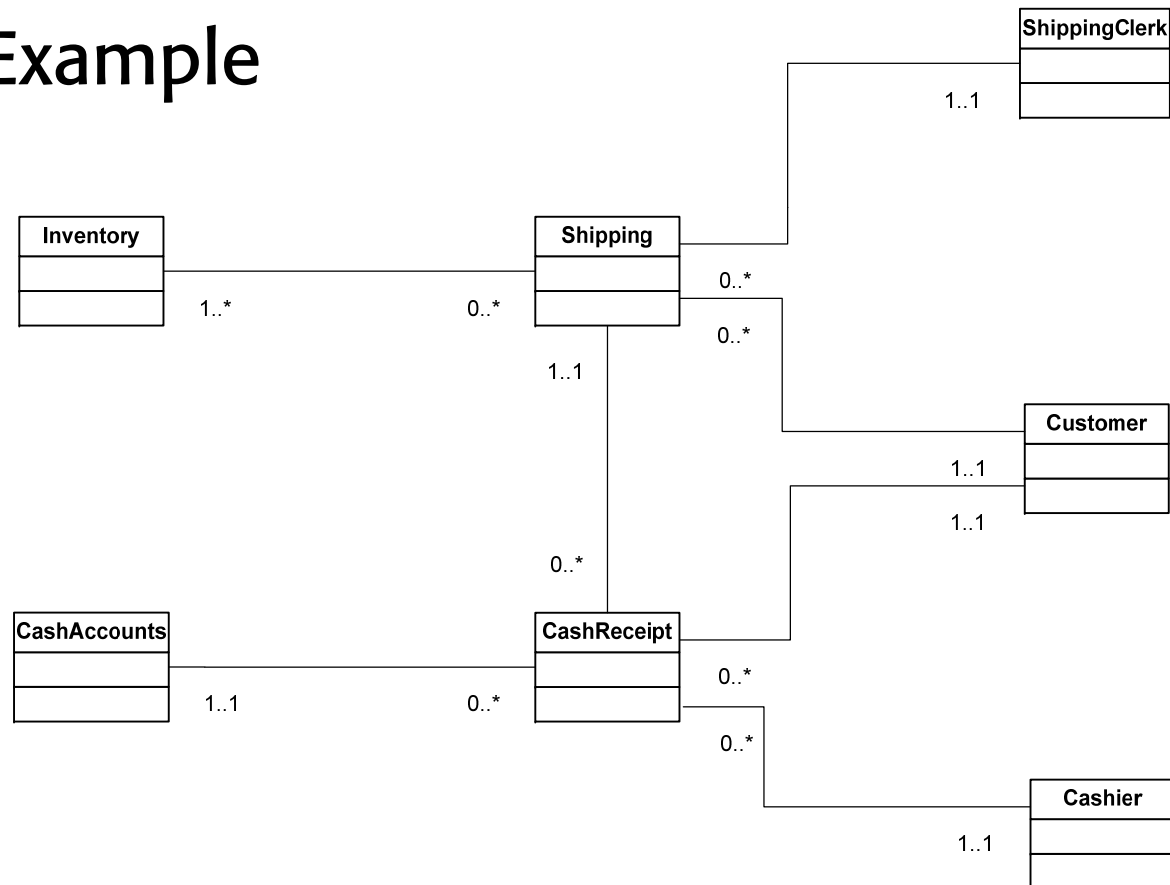 Example
ShippingClerk
1..1
Inventory
Shipping
1..*
0..*
0..*
0..*
1..1
Customer
1..1
1..1
0..*
CashAccounts
CashReceipt
1..1
0..*
0..*
0..*
Cashier
1..1